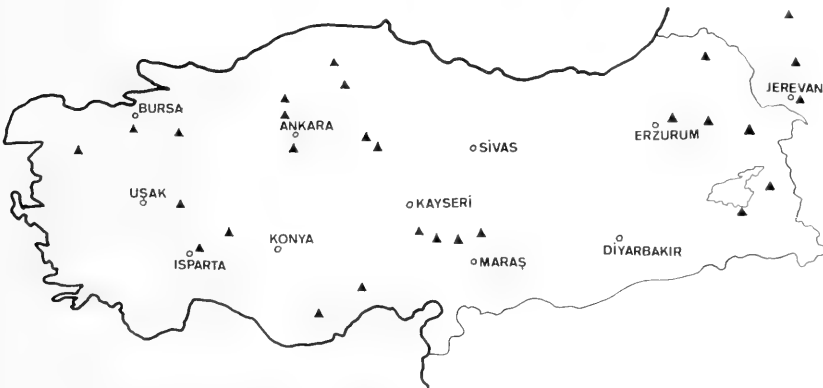 JEREVAN
BURSA
ANKARA
ERZURUM
SİVAS
UŞAK
KAYSERİ
KONYA
DİYARBAKIR
ISPARTA
MARAŞ